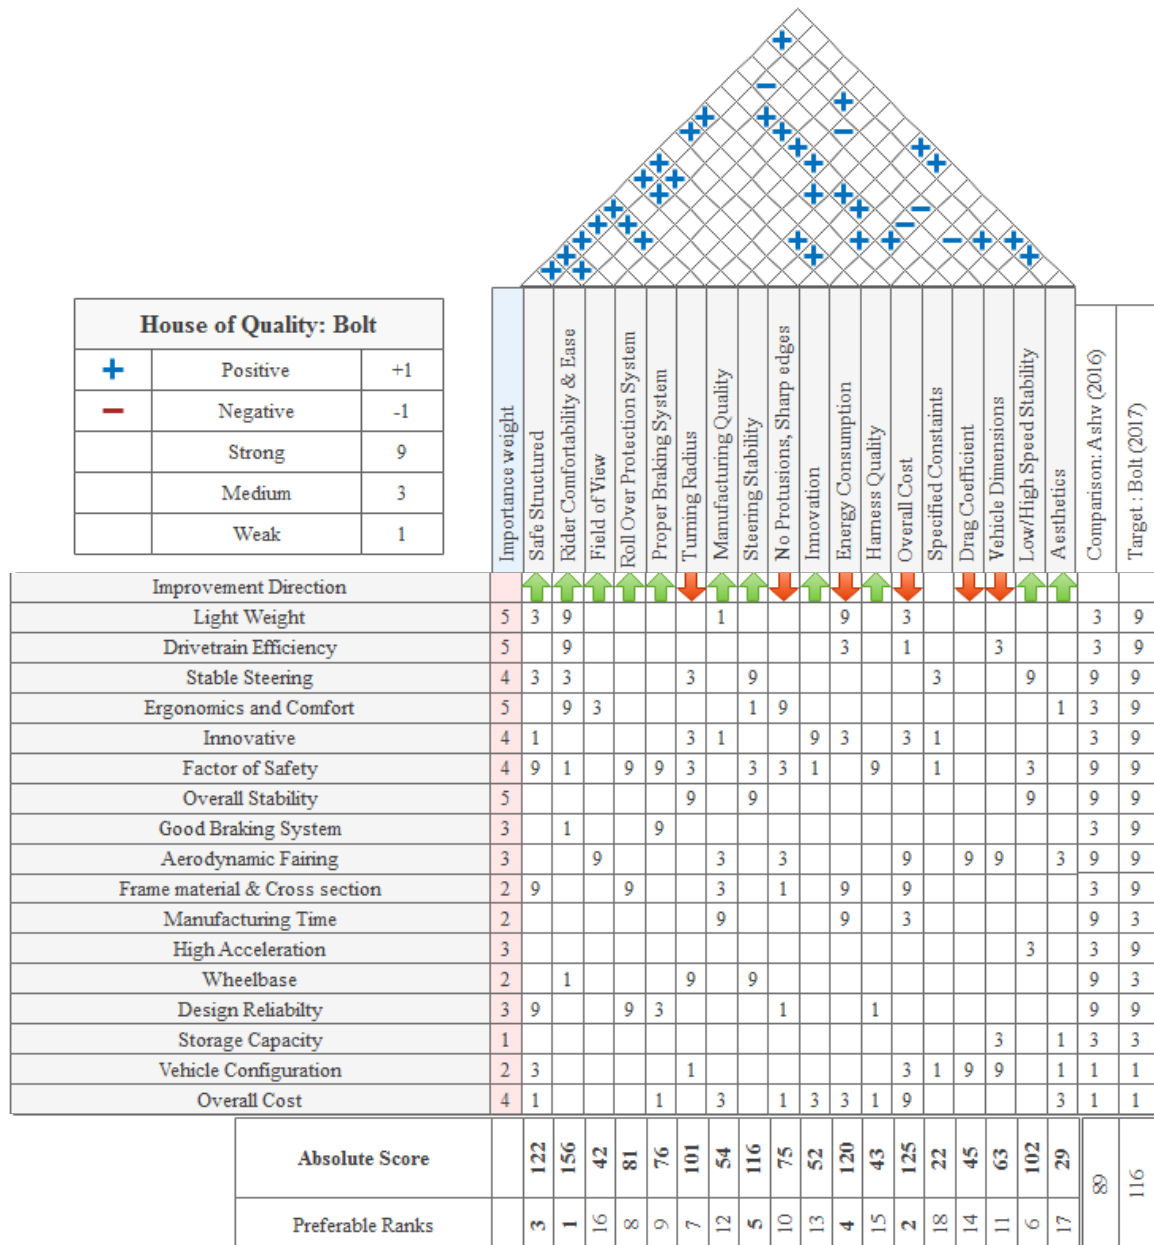 House of Quality: Bolt
+ Positive +1
− Negative -1
Strong 9
Medium 3
Weak 1
Importance weight
Safe Structured
Rider Comfortability & Ease
Field of View
Roll Over Protection System
Proper Braking System
Turning Radius
Manufacturing Quality
Steering Stability
No Protusions, Sharp edges
Innovation
Energy Consumption
Harness Quality
Overall Cost
Specified Constaints
Drag Coefficient
Vehicle Dimensions
Low/High Speed Stability
Aesthetics
Comparison: Ashv (2016)
Target : Bolt (2017)
Improvement Direction
Light Weight 5 3 9 1 9 3 3 9
Drivetrain Efficiency 5 9 3 1 3 3 9
Stable Steering 4 3 3 3 9 3 9 9 9
Ergonomics and Comfort 5 9 3 1 9 1 3 9
Innovative 4 1 3 1 9 3 3 1 3 9
Factor of Safety 4 9 1 9 9 3 3 3 1 9 1 3 9 9
Overall Stability 5 9 9 9 9 9
Good Braking System 3 1 9 3 9
Aerodynamic Fairing 3 9 3 3 9 9 9 3 9 9
Frame material & Cross section 2 9 9 3 1 9 9 3 9
Manufacturing Time 2 9 9 3 9 3
High Acceleration 3 3 3 9
Wheelbase 2 1 9 9 9 3
Design Reliabilty 3 9 9 3 1 1 9 9
Storage Capacity 1 3 1 3 3
Vehicle Configuration 2 3 1 3 1 9 9 1 1 1
Overall Cost 4 1 1 3 1 3 3 1 9 3 1 1
Absolute Score 122 156 42 81 76 101 54 116 75 52 120 43 125 22 45 63 102 29 89 116
Preferable Ranks 3 1 16 8 9 7 12 5 10 13 4 15 2 18 14 11 6 17